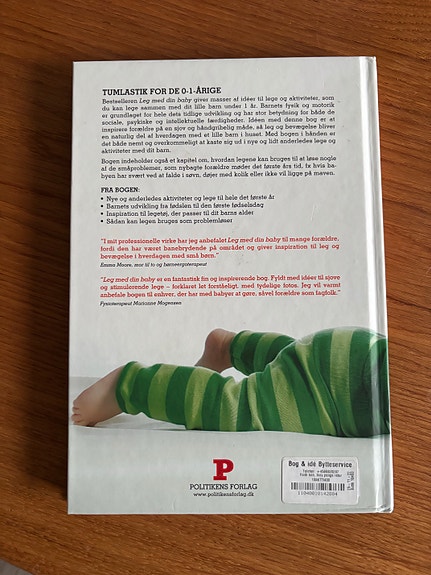 TUMLASTIK FOR DE 0-1-ÅRIGE
Bestselleren Leg med din baby giver masser af idéer til lege og aktiviteter, som
du kan lege sammen med dit lille barn under 1 år. Barnets fysik og motorik
er grundlaget for hele dets tidlige udvikling og har stor betydning for både de
sociale, psykiske og intellektuelle færdigheder. Idéen med denne bog er at
inspirere forældre på en sjov og håndgribelig måde, så leg og bevægelse bliver
en naturlig del af hverdagen med et lille barn i huset. Med bogen i hånden er
det både nemt og overkommeligt at kaste sig ud i nye og lidt anderledes lege og
aktiviteter med dit barn.
Bogen indeholder også et kapitel om, hvordan legene kan bruges til at løse nogle
af de småproblemer, som nybagte forældre møder det første års tid, fx hvis ba-
byen har svært ved at falde i søvn, døjer med kolik eller ikke vil ligge på maven.
FRA BOGEN:
• Nye og anderledes aktiviteter og lege til hele det første år
• Barnets udvikling fra fødslen til den første fødselsdag
• Inspiration til legetøj, der passer til dit barns alder
• Sådan kan legen bruges som problemløser
"I mit professionelle virke har jeg anbefalet Leg med din baby til mange forældre,
fordi den har været banebrydende på området og giver inspiration til leg og
bevægelse i hverdagen med små børn."
Emma Moore, mor til to og børneergoterapeut
"Leg med din baby er en fantastisk fin og inspirerende bog. Fyldt med idéer til sjove
og stimulerende lege – forklaret let forståeligt, med tydelige fotos. Jeg vil varmt
anbefale bogen til enhver, der har med babyer at gøre, såvel forældre som fagfolk."
Fysioterapeut Marianne Mogensen
P
POLITIKENS FORLAG
www.politikensforlag.dk
Bog & idé Bytteservice